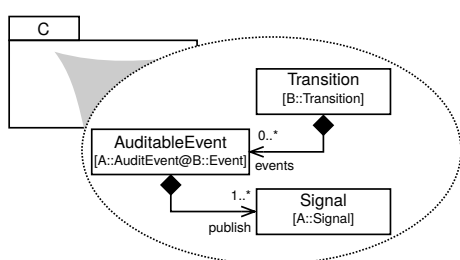 C
Transition
[B::Transition]
0..*
events
AuditableEvent
[A::AuditEvent@B::Event]
1..*
publish
Signal
[A::Signal]